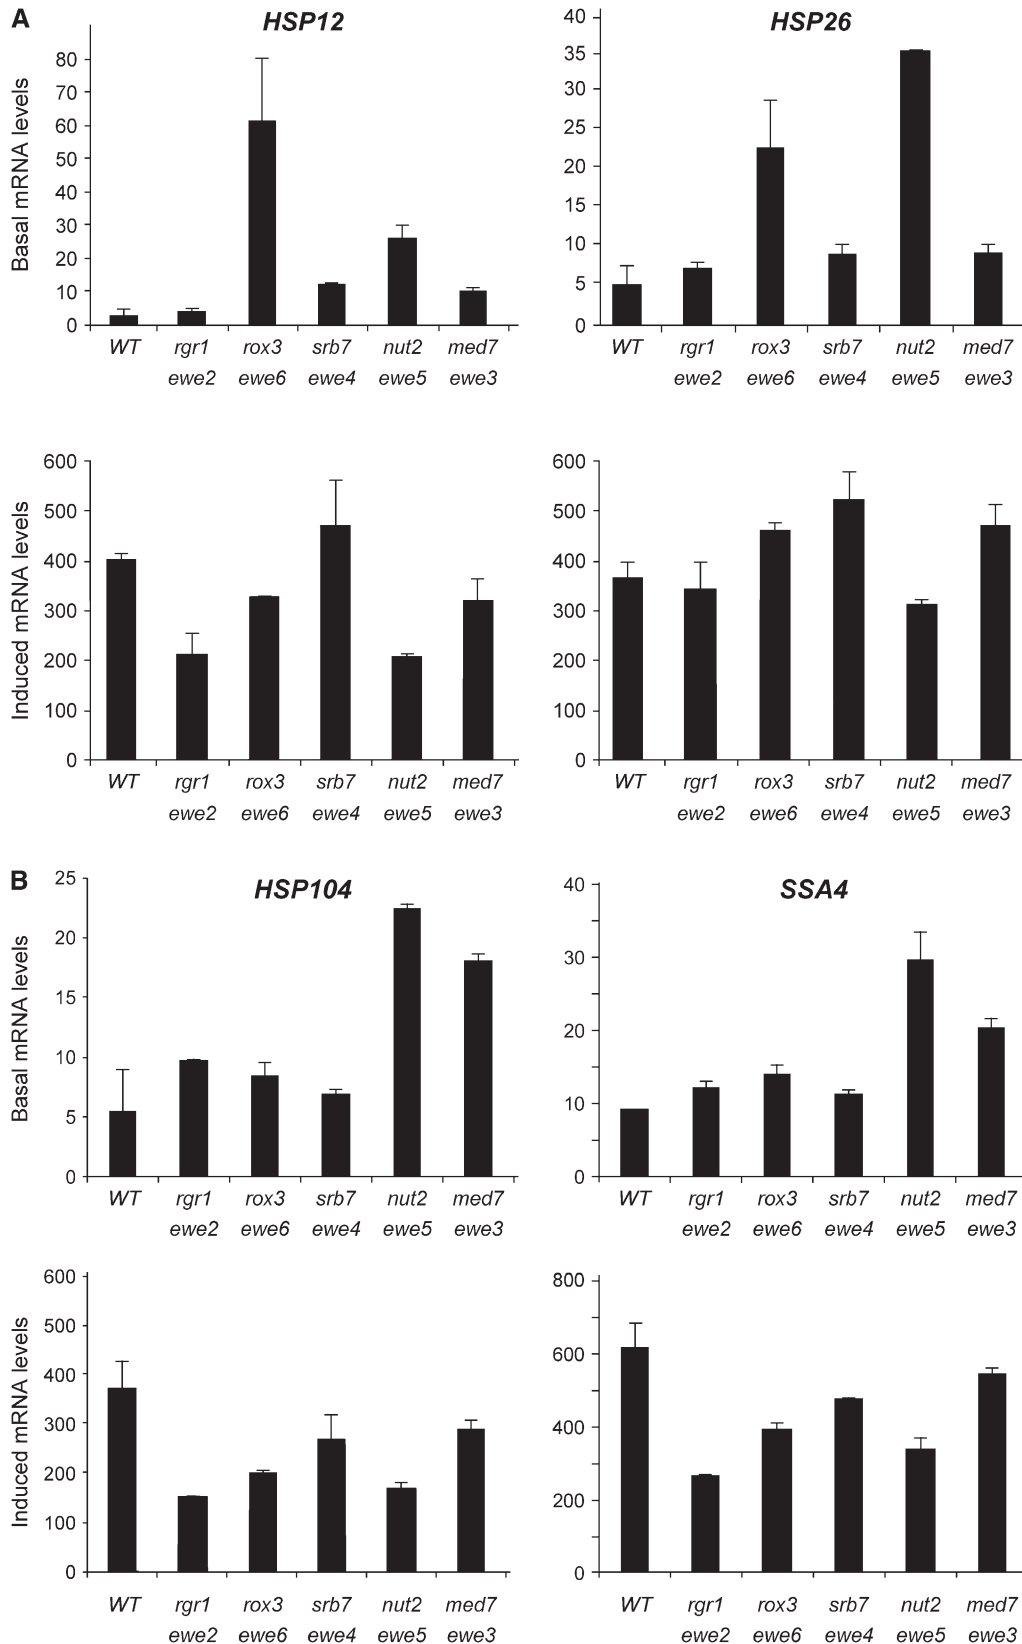 A
HSP12
HSP26
Basal mRNA levels
80
70
60
50
40
30
20
10
0
WT rgr1 rox3 srb7 nut2 med7
ewe2 ewe6 ewe4 ewe5 ewe3
40
35
30
25
20
15
10
5
0
WT rgr1 rox3 srb7 nut2 med7
ewe2 ewe6 ewe4 ewe5 ewe3
Induced mRNA levels
600
500
400
300
200
100
0
WT rgr1 rox3 srb7 nut2 med7
ewe2 ewe6 ewe4 ewe5 ewe3
600
500
400
300
200
100
0
WT rgr1 rox3 srb7 nut2 med7
ewe2 ewe6 ewe4 ewe5 ewe3
B
HSP104
SSA4
Basal mRNA levels
25
20
15
10
5
0
WT rgr1 rox3 srb7 nut2 med7
ewe2 ewe6 ewe4 ewe5 ewe3
40
30
20
10
0
WT rgr1 rox3 srb7 nut2 med7
ewe2 ewe6 ewe4 ewe5 ewe3
Induced mRNA levels
600
500
400
300
200
100
0
WT rgr1 rox3 srb7 nut2 med7
ewe2 ewe6 ewe4 ewe5 ewe3
800
600
400
200
0
WT rgr1 rox3 srb7 nut2 med7
ewe2 ewe6 ewe4 ewe5 ewe3